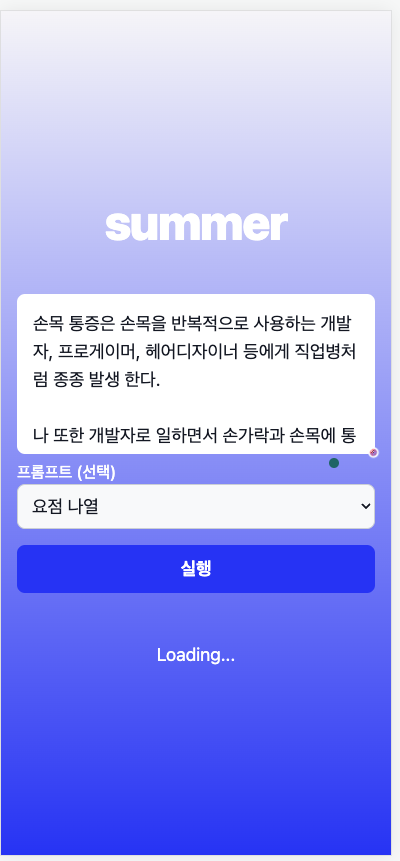 summer
손목 통증은 손목을 반복적으로 사용하는 개발
자, 프로게이머, 헤어디자이너 등에게 직업병처
럼 종종 발생 한다.
나 또한 개발자로 일하면서 손가락과 손목에 통
프롬프트 (선택)
요점 나열
실행
Loading...